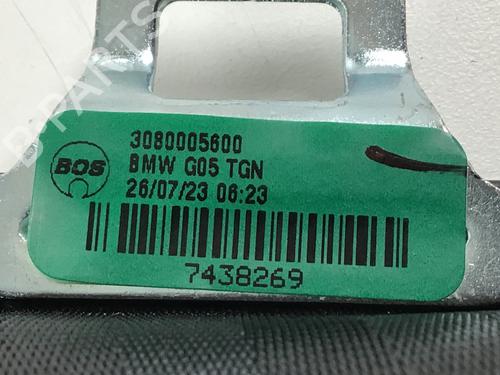 3080005600
BMW G05 TGN
BOS
26/07/23 06:23
7438269
B-PARTS